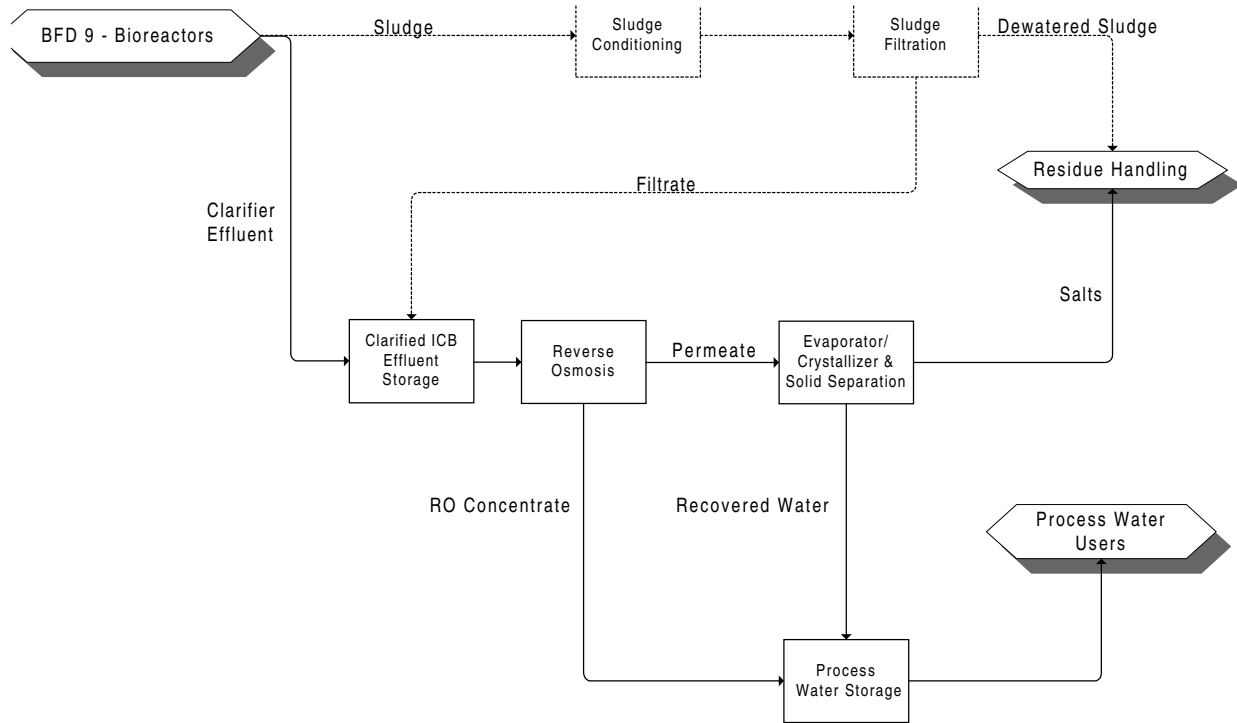 BFD 9 - Bioreactors
Sludge
Sludge
Conditioning
Sludge
Filtration
Dewatered Sludge
Residue Handling
Filtrate
Clarifier
Effluent
Salts
Clarified ICB
Effluent
Storage
Reverse
Osmosis
Permeate
Evaporator/
Crystallizer &
Solid Separation
RO Concentrate
Recovered Water
Process Water
Users
Process
Water Storage